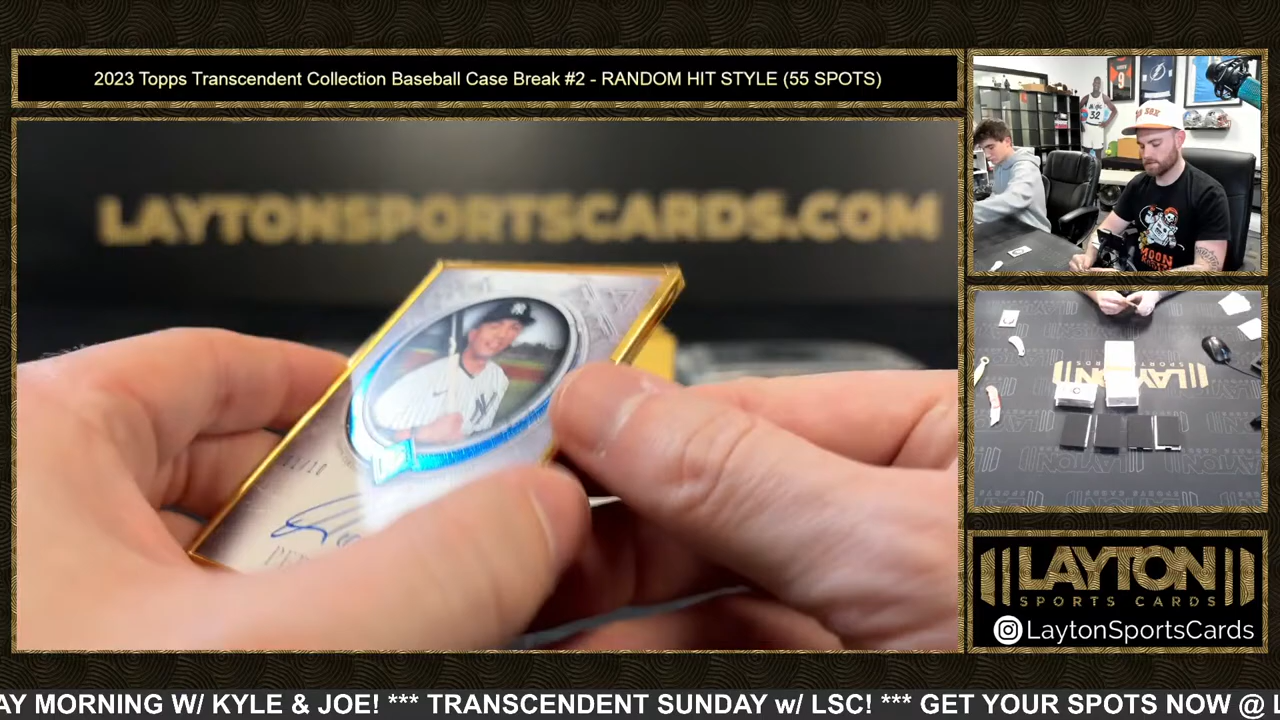 2023 Topps Transcendent Collection Baseball Case Break #2 - RANDOM HIT STYLE (55 SPOTS)
LAYTONSPORTSCARDS.COM
LAYTON
SPORTS CARDS
LaytonSportsCards
AY MORNING W/ KYLE & JOE! *** TRANSCENDENT SUNDAY w/ LSC! *** GET YOUR SPOTS NOW @ L